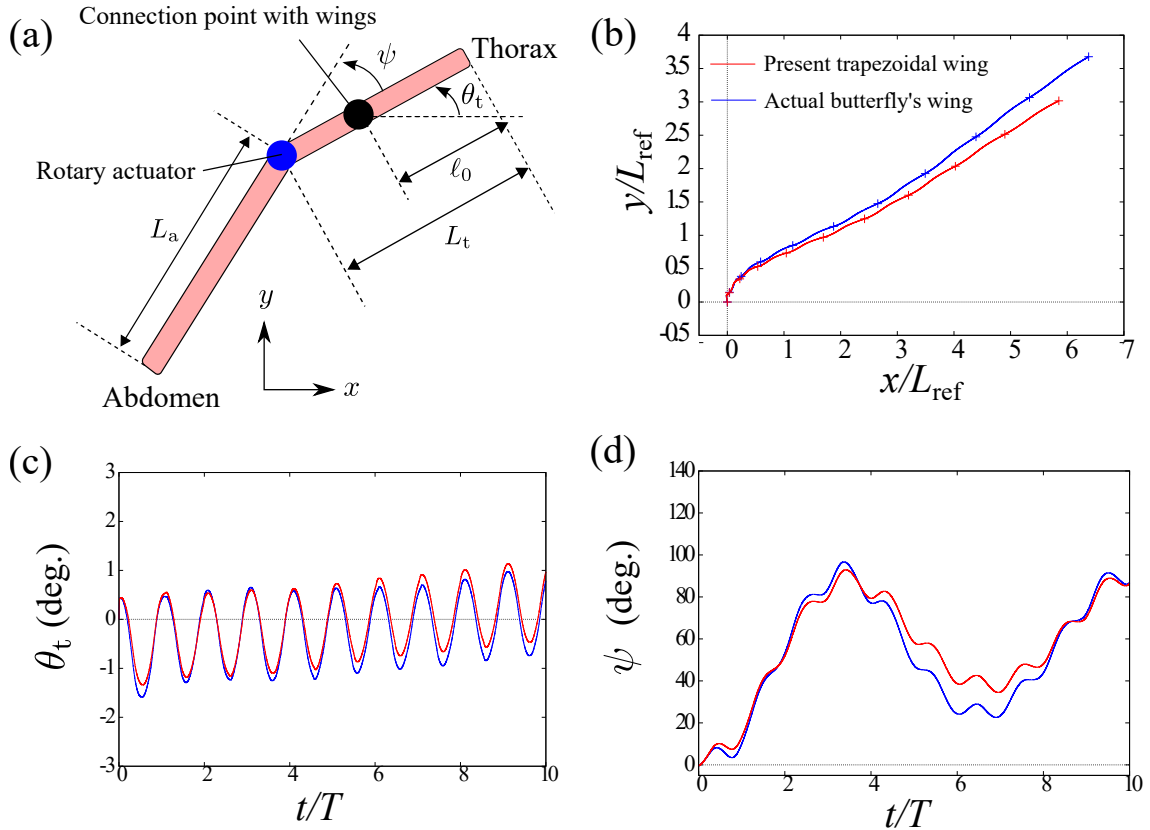 (a)
Connection point with wings
ψ
Thorax
θt
Rotary actuator
ℓ0
La
Lt
y
x
Abdomen
(b)
4
3.5
3
2.5
2
1.5
1
0.5
0
-0.5
Present trapezoidal wing
Actual butterfly's wing
y/Lref
0 1 2 3 4 5 6 7
x/Lref
(c)
3
2
1
0
-1
-2
-3
θt (deg.)
0 2 4 6 8 10
t/T
(d)
140
100
80
60
40
20
0
ψ (deg.)
0 2 4 6 8 10
t/T